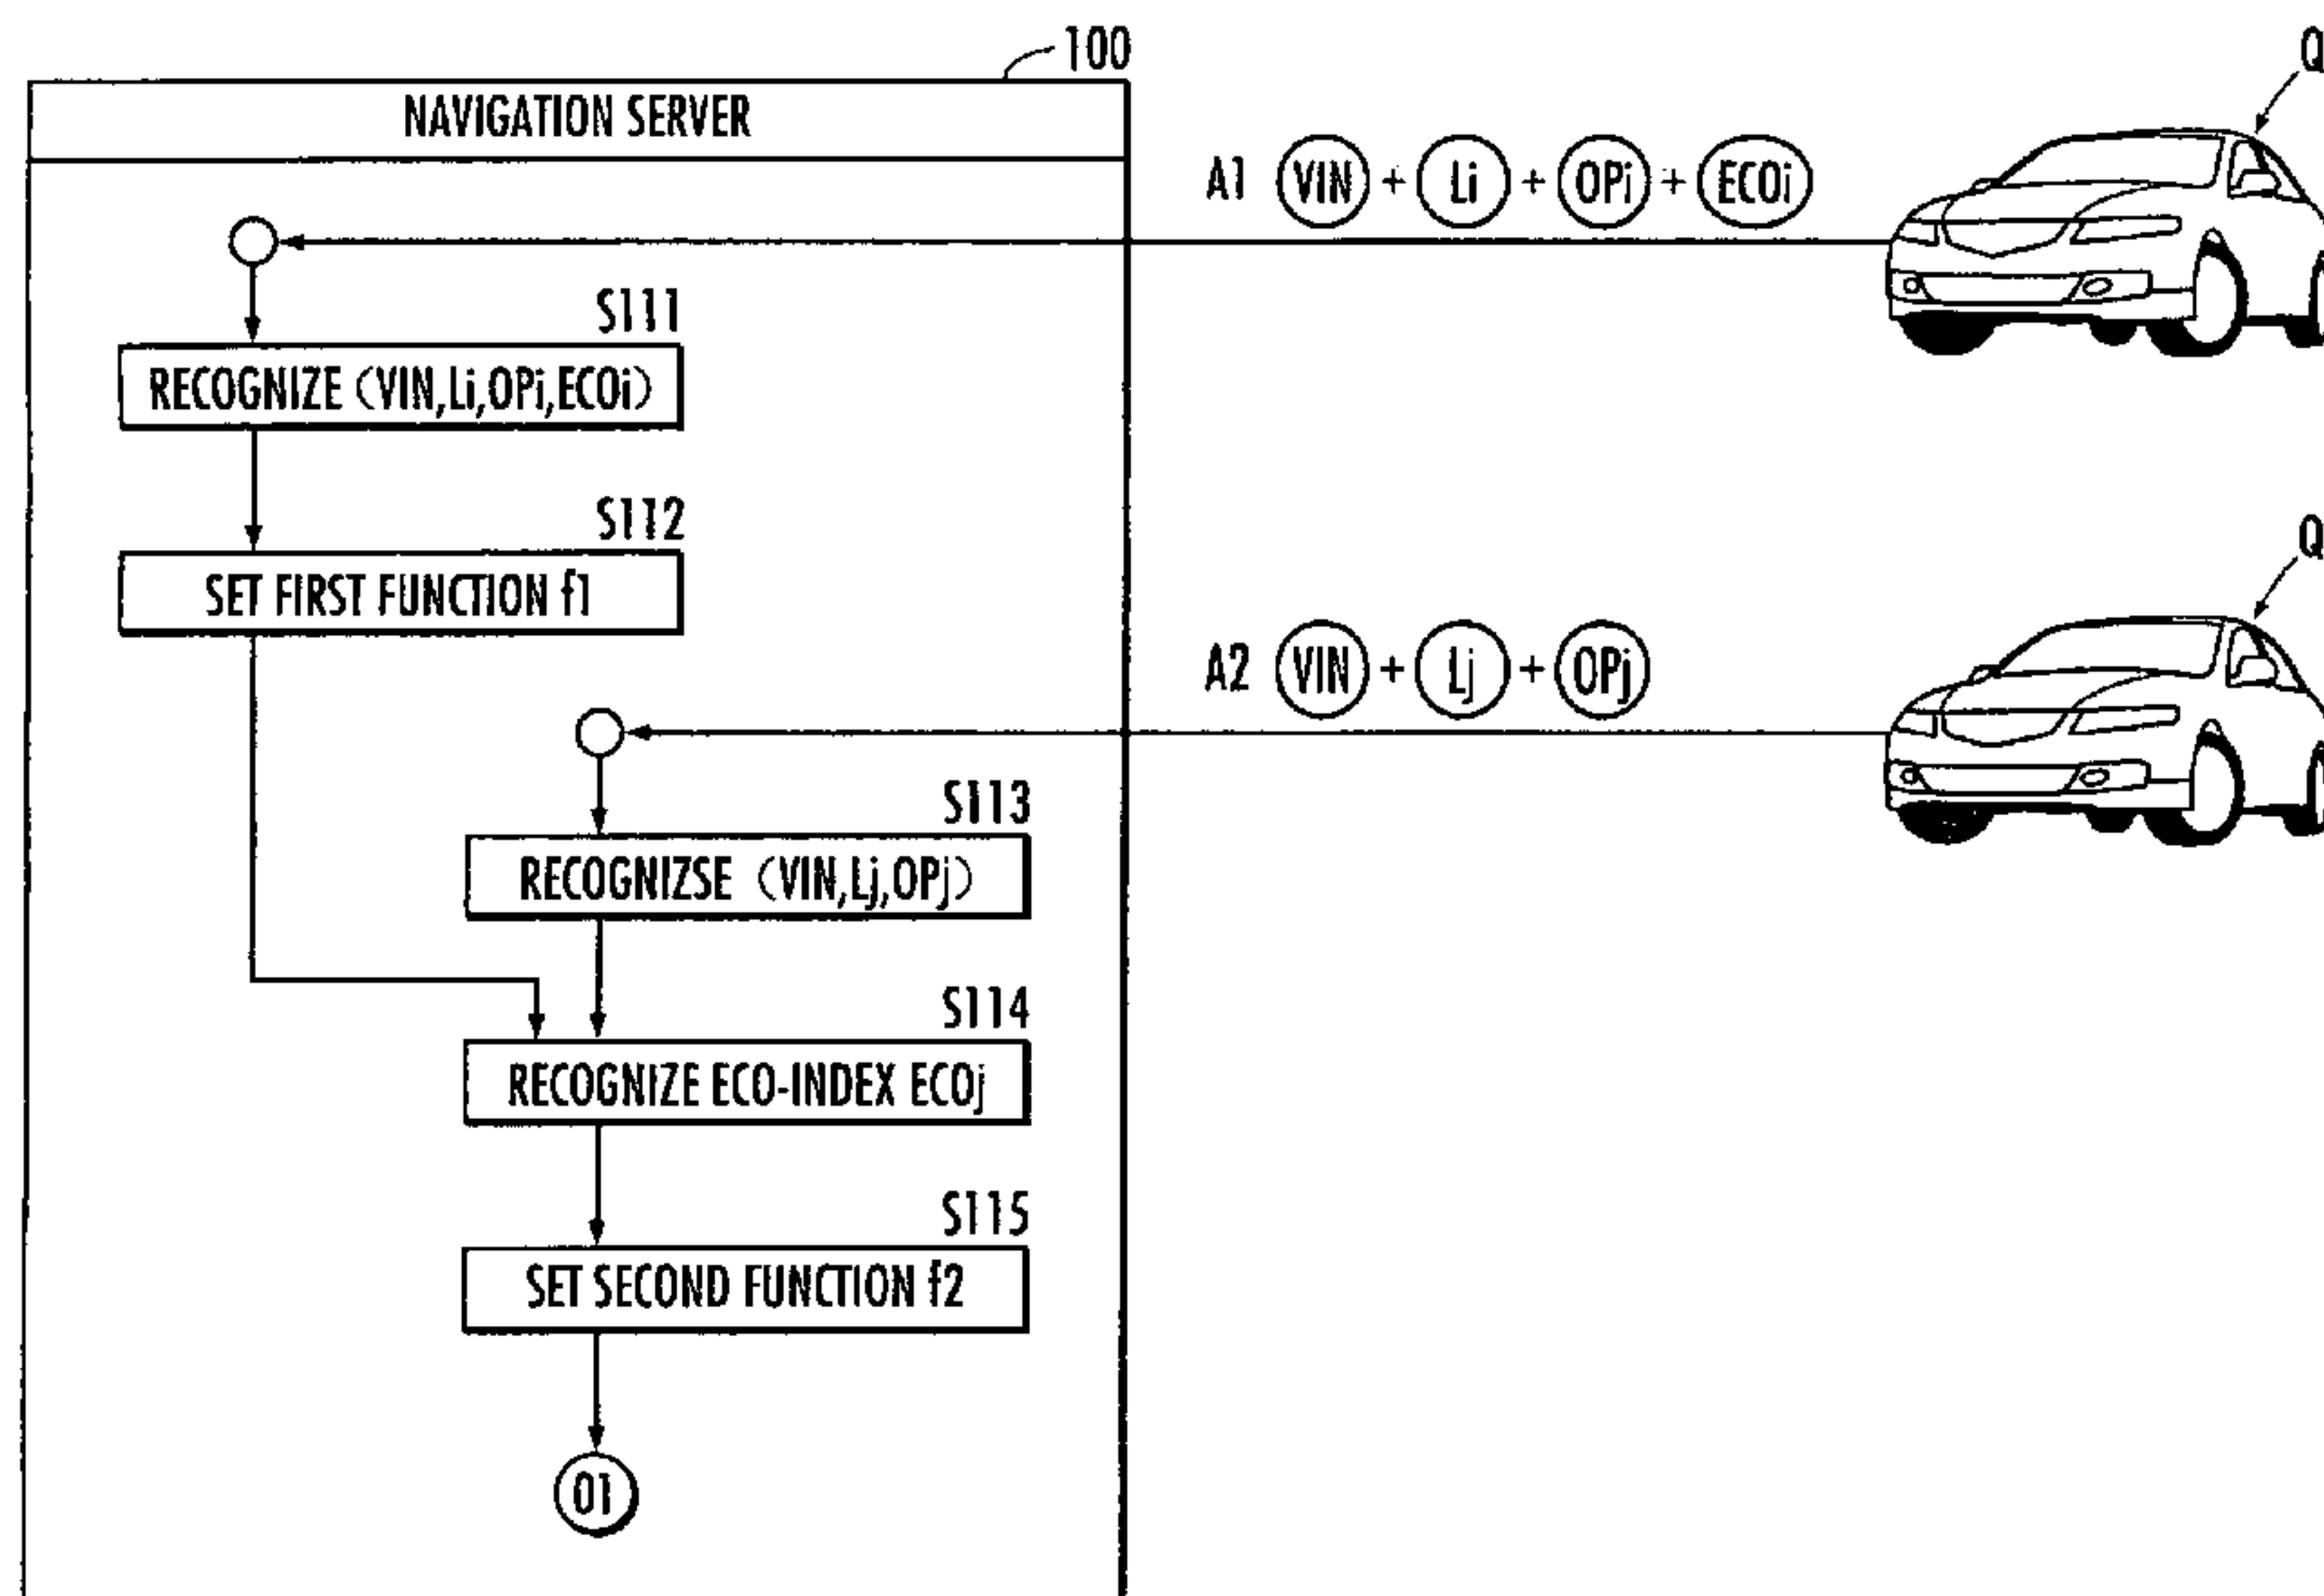 100
NAVIGATION SERVER
Q
A1 VIN + Li + OPi + ECOi
S111
RECOGNIZE (VIN,Li,OPi,ECOi)
S112
SET FIRST FUNCTION f1
Q
A2 VIN + Lj + OPj
S113
RECOGNIZSE (VIN,Lj,OPj)
S114
RECOGNIZE ECO-INDEX ECOj
S115
SET SECOND FUNCTION f2
01